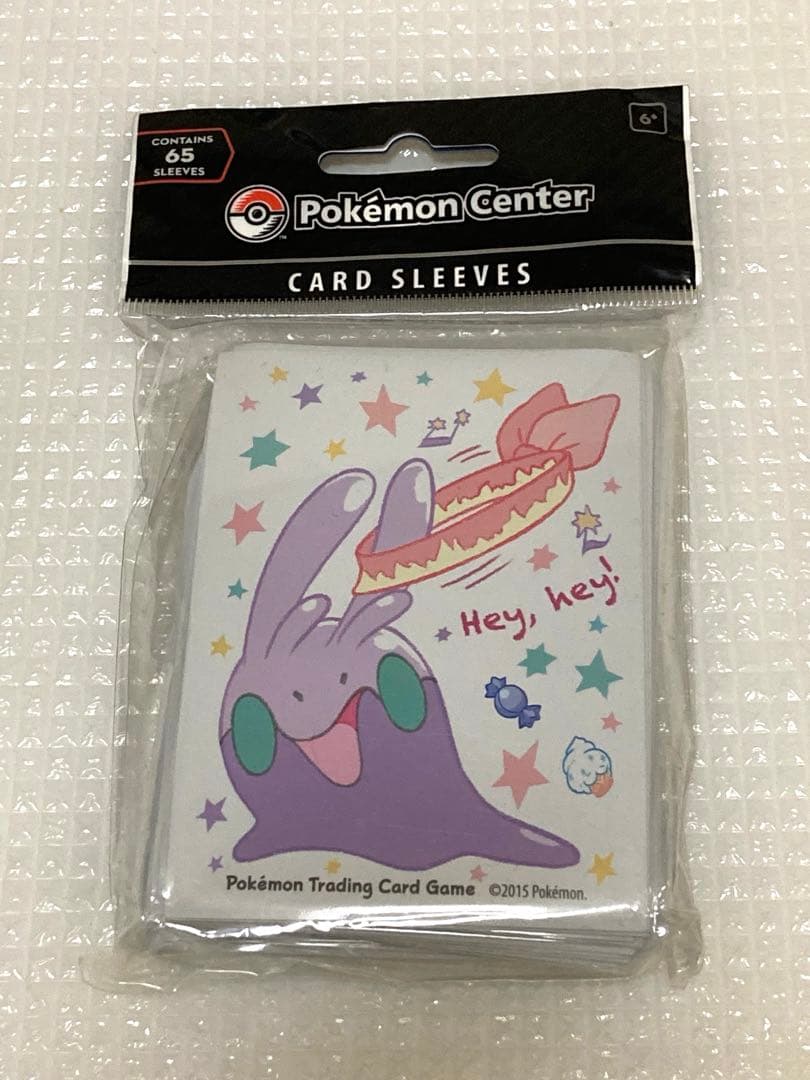 CONTAINS
65
SLEEVES
6+
Pokémon Center
CARD SLEEVES
Hey, hey!
Pokémon Trading Card Game ©2015 Pokémon.